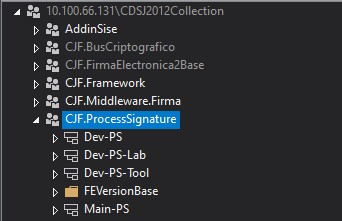 10.100.66.131\CDSJ2012Collection
AddinSise
CJF.BusCriptografico
CJF.FirmaElectronica2Base
CJF.Framework
CJF.Middleware.Firma
CJF.ProcessSignature
Dev-PS
Dev-PS-Lab
Dev-PS-Tool
FEVersionBase
Main-PS